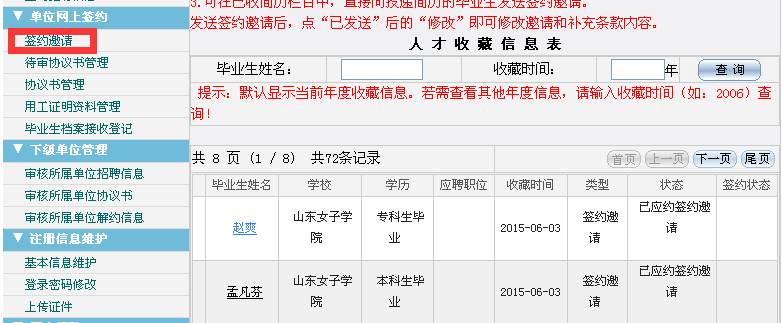 ▼ 单位网上签约
签约邀请
待审协议书管理
协议书管理
用工证明资料管理
毕业生档案接收登记
▼ 下级单位管理
审核所属单位招聘信息
审核所属单位协议书
审核所属单位解约信息
▼ 注册信息维护
基本信息维护
登录密码修改
上传证件
3.可在已收简历栏目中，直接向投递简历的毕业生发送签约邀请。
发送签约邀请后，点“已发送”后的“修改”即可修改邀请和补充条款内容。
人才收藏信息表
毕业生姓名： 收藏时间： 年 查 询
提示：默认显示当前年度收藏信息。若需查看其他年度信息，请输入收藏时间（如：2006）查
询！
共 8 页 (1 / 8) 共72条记录 首页 上一页 下一页 尾页
毕业生姓名 学校 学历 应聘职位 收藏时间 类型 状态 签约状态
赵爽 山东女子学院 专科生毕业 2015-06-03 签约邀请 已应约签约邀请
孟凡芬 山东女子学院 本科生毕业 2015-06-03 签约邀请 已应约签约邀请